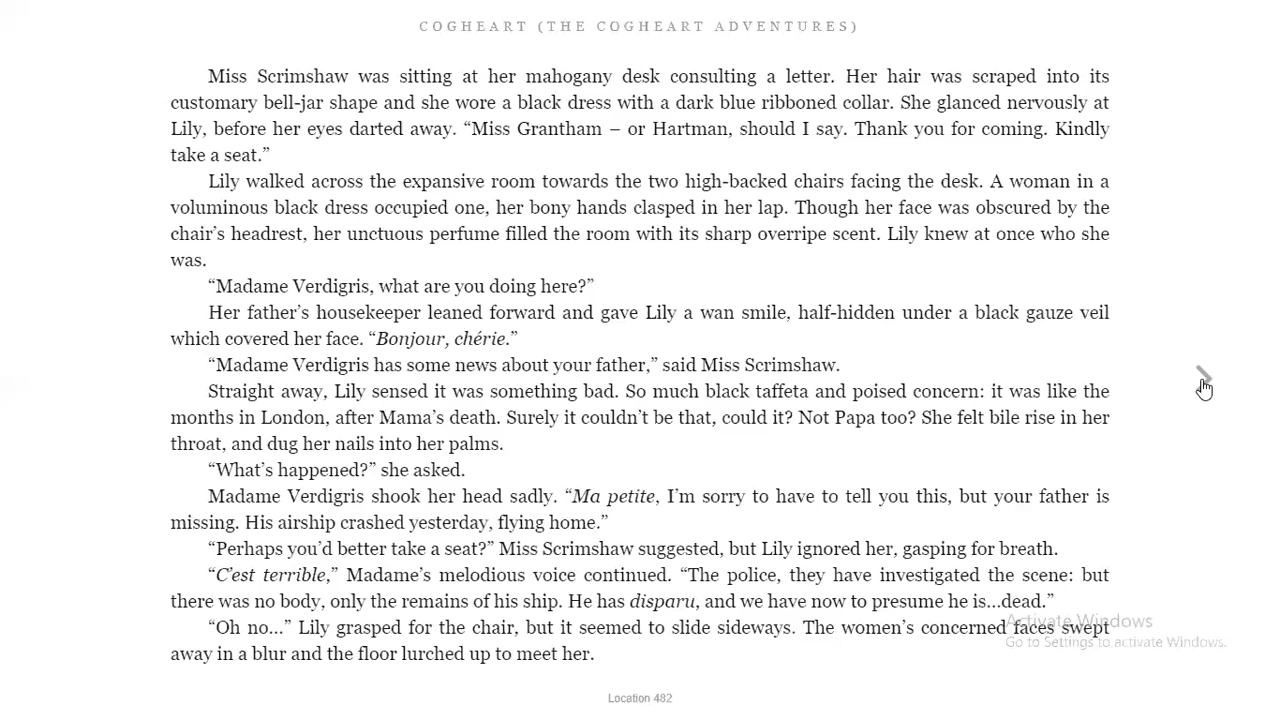 COGHEART (THE COGHEART ADVENTURES)
Miss Scrimshaw was sitting at her mahogany desk consulting a letter. Her hair was scraped into its
customary bell-jar shape and she wore a black dress with a dark blue ribboned collar. She glanced nervously at
Lily, before her eyes darted away. “Miss Grantham – or Hartman, should I say. Thank you for coming. Kindly
take a seat.”
Lily walked across the expansive room towards the two high-backed chairs facing the desk. A woman in a
voluminous black dress occupied one, her bony hands clasped in her lap. Though her face was obscured by the
chair’s headrest, her unctuous perfume filled the room with its sharp overripe scent. Lily knew at once who she
was.
“Madame Verdigris, what are you doing here?”
Her father’s housekeeper leaned forward and gave Lily a wan smile, half-hidden under a black gauze veil
which covered her face. “Bonjour, chérie.”
“Madame Verdigris has some news about your father,” said Miss Scrimshaw.
Straight away, Lily sensed it was something bad. So much black taffeta and poised concern: it was like the
months in London, after Mama’s death. Surely it couldn’t be that, could it? Not Papa too? She felt bile rise in her
throat, and dug her nails into her palms.
“What’s happened?” she asked.
Madame Verdigris shook her head sadly. “Ma petite, I’m sorry to have to tell you this, but your father is
missing. His airship crashed yesterday, flying home.”
“Perhaps you’d better take a seat?” Miss Scrimshaw suggested, but Lily ignored her, gasping for breath.
“C’est terrible,” Madame’s melodious voice continued. “The police, they have investigated the scene: but
there was no body, only the remains of his ship. He has disparu, and we have now to presume he is…dead.”
“Oh no…” Lily grasped for the chair, but it seemed to slide sideways. The women’s concerned faces swept
away in a blur and the floor lurched up to meet her.
Activate Windows
Go to Settings to activate Windows.
Location 482